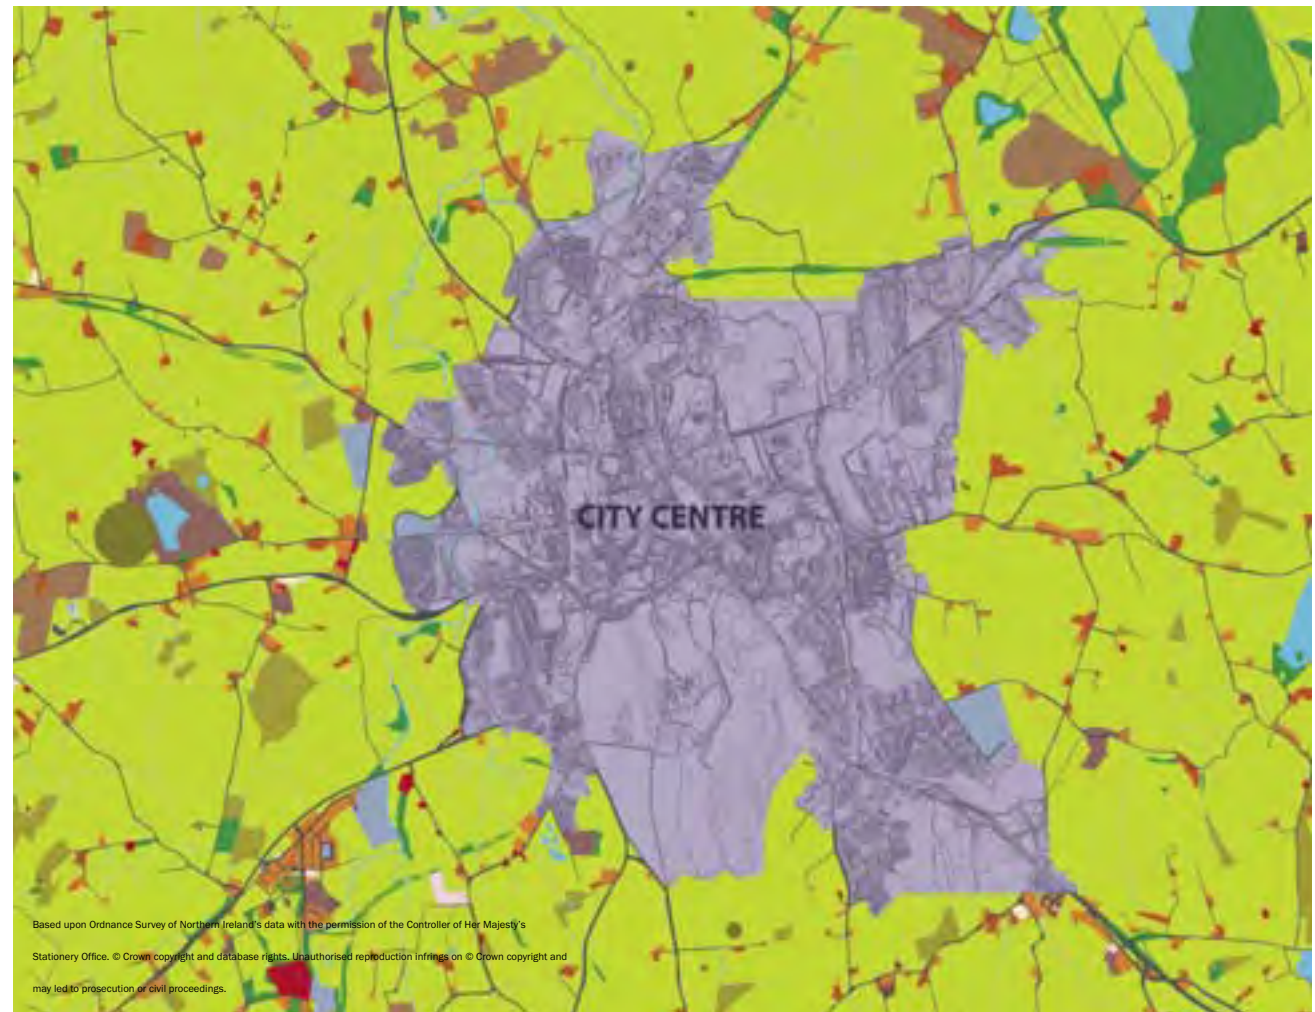 CITY CENTRE
Based upon Ordnance Survey of Northern Ireland's data with the permission of the Controller of Her Majesty's
Stationery Office. © Crown copyright and database rights. Unauthorised reproduction infrings on © Crown copyright and
may led to prosecution or civil proceedings.